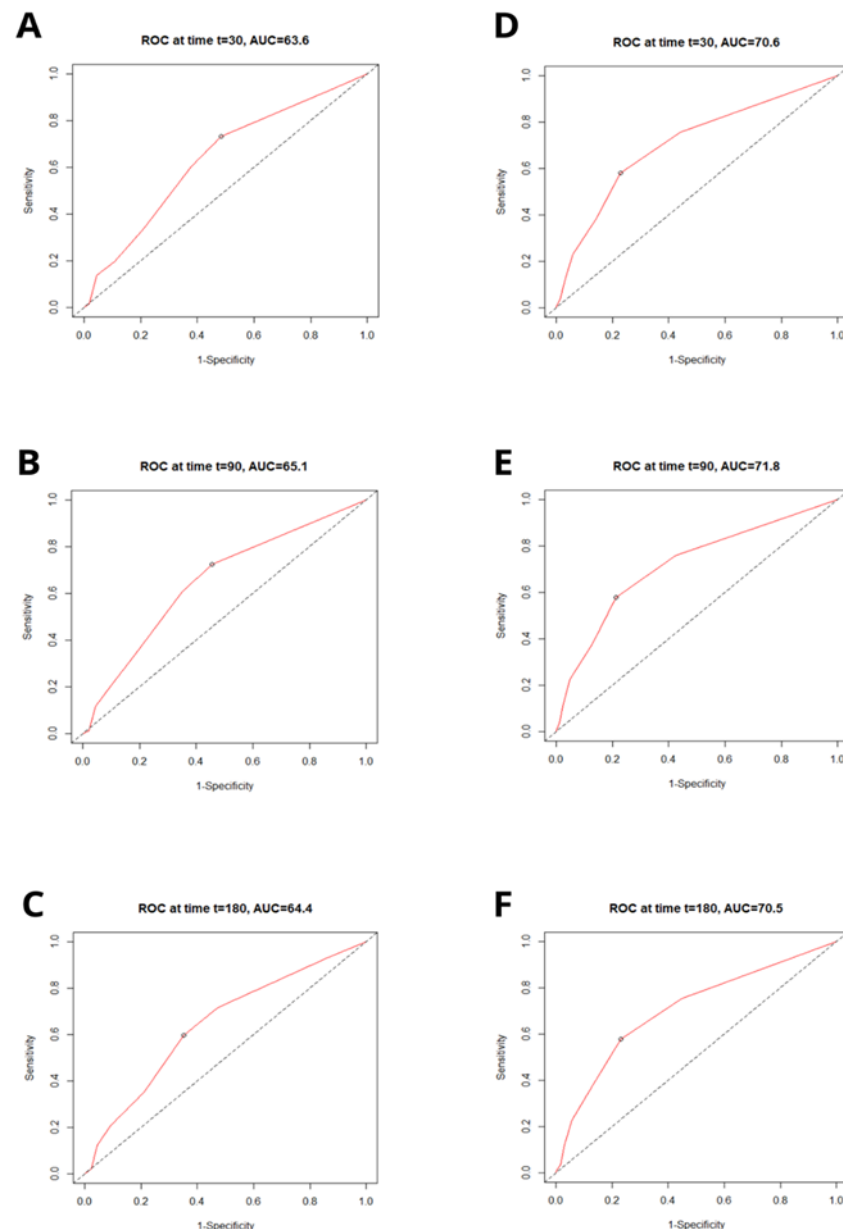 A
ROC at time t=30, AUC=63.6
Sensitivity
1.0
0.8
0.6
0.4
0.2
0.0
0.0 0.2 0.4 0.6 0.8 1.0
1-Specificity
D
ROC at time t=30, AUC=70.6
Sensitivity
1.0
0.8
0.6
0.4
0.2
0.0
0.0 0.2 0.4 0.6 0.8 1.0
1-Specificity
B
ROC at time t=90, AUC=65.1
Sensitivity
1.0
0.8
0.6
0.4
0.2
0.0
0.0 0.2 0.4 0.6 0.8 1.0
1-Specificity
E
ROC at time t=90, AUC=71.8
Sensitivity
1.0
0.8
0.6
0.4
0.2
0.0
0.0 0.2 0.4 0.6 0.8 1.0
1-Specificity
C
ROC at time t=180, AUC=64.4
Sensitivity
1.0
0.8
0.6
0.4
0.2
0.0
0.0 0.2 0.4 0.6 0.8 1.0
1-Specificity
F
ROC at time t=180, AUC=70.5
Sensitivity
1.0
0.8
0.6
0.4
0.2
0.0
0.0 0.2 0.4 0.6 0.8 1.0
1-Specificity